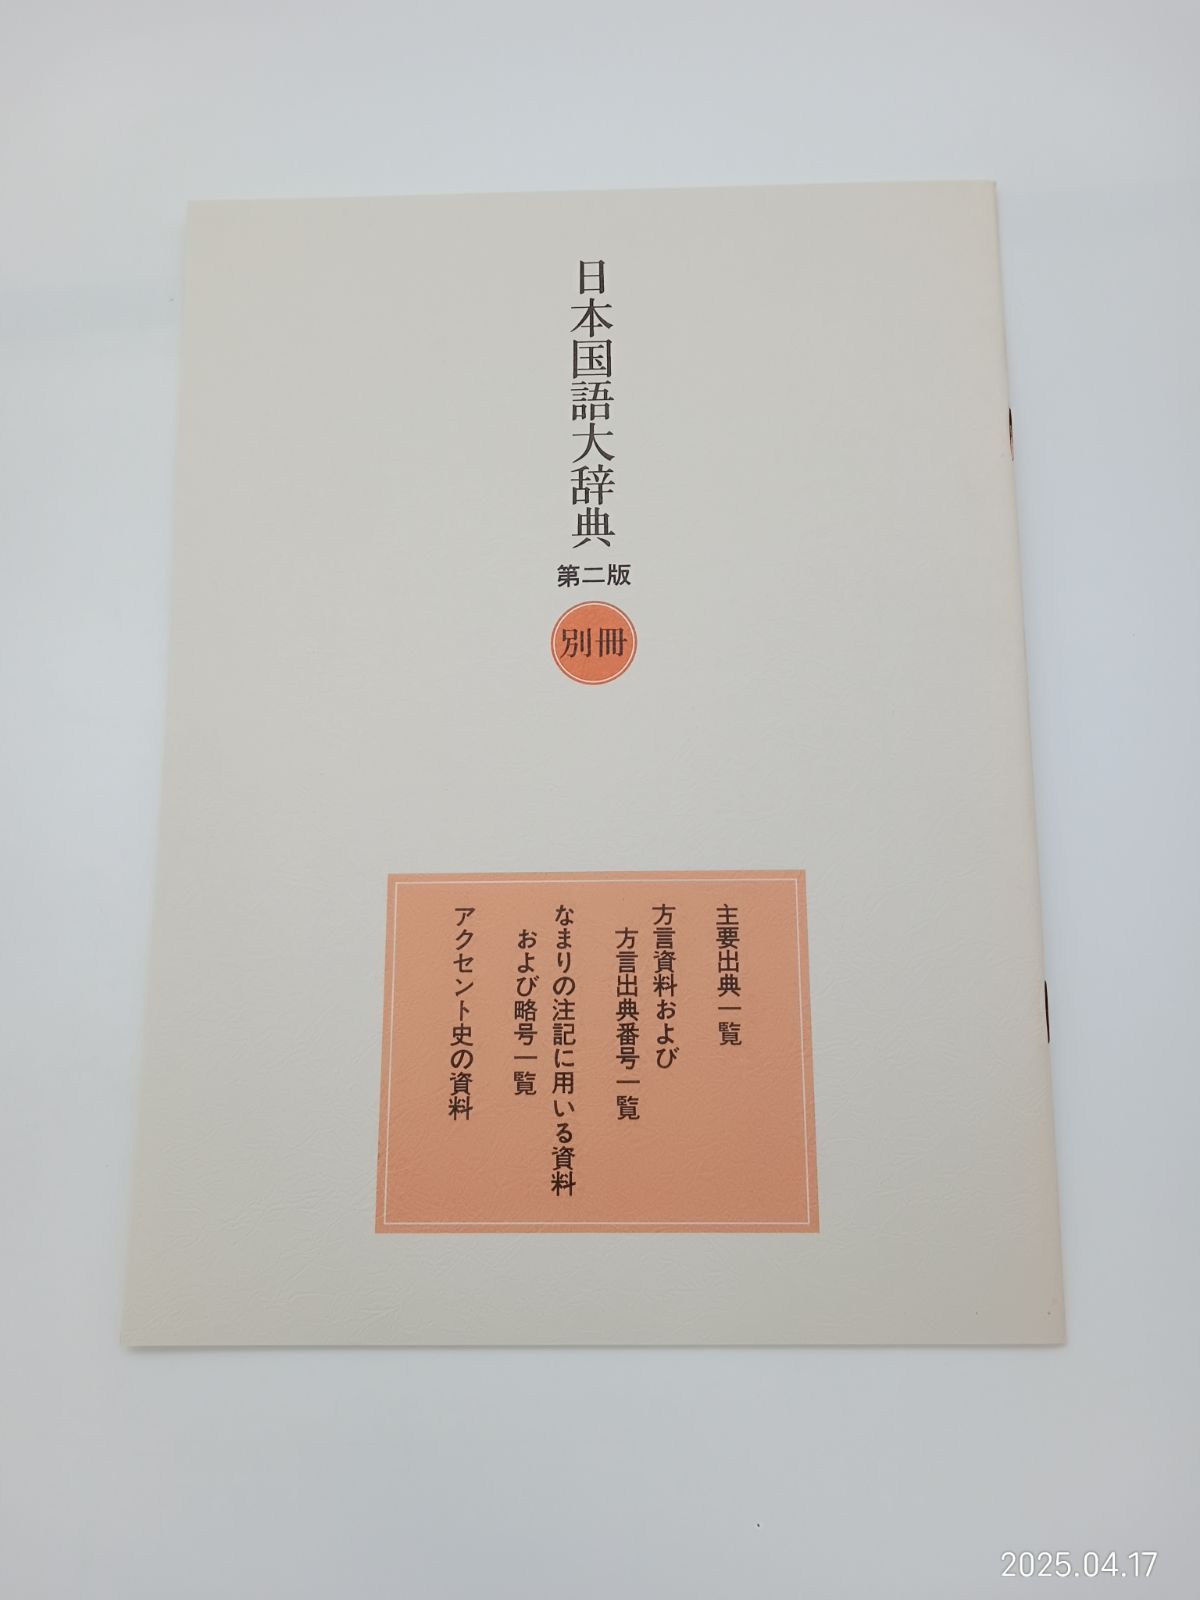 日本国語大辞典
第二版
別冊
主要出典一覧
方言資料および
方言出典番号一覧
なまりの注記に用いる資料
および略号一覧
アクセント史の資料
2025.04.17